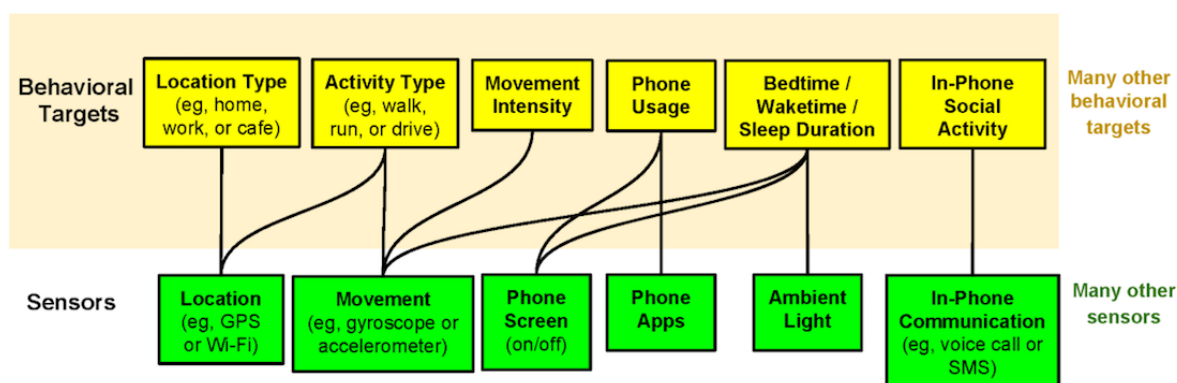 Behavioral
Targets
Location Type
(eg, home,
work, or cafe)
Activity Type
(eg, walk,
run, or drive)
Movement
Intensity
Phone
Usage
Bedtime /
Waketime /
Sleep Duration
In-Phone
Social
Activity
Many other
behavioral
targets
Sensors
Location
(eg, GPS
or Wi-Fi)
Movement
(eg, gyroscope or
accelerometer)
Phone
Screen
(on/off)
Phone
Apps
Ambient
Light
In-Phone
Communication
(eg, voice call or
SMS)
Many other
sensors